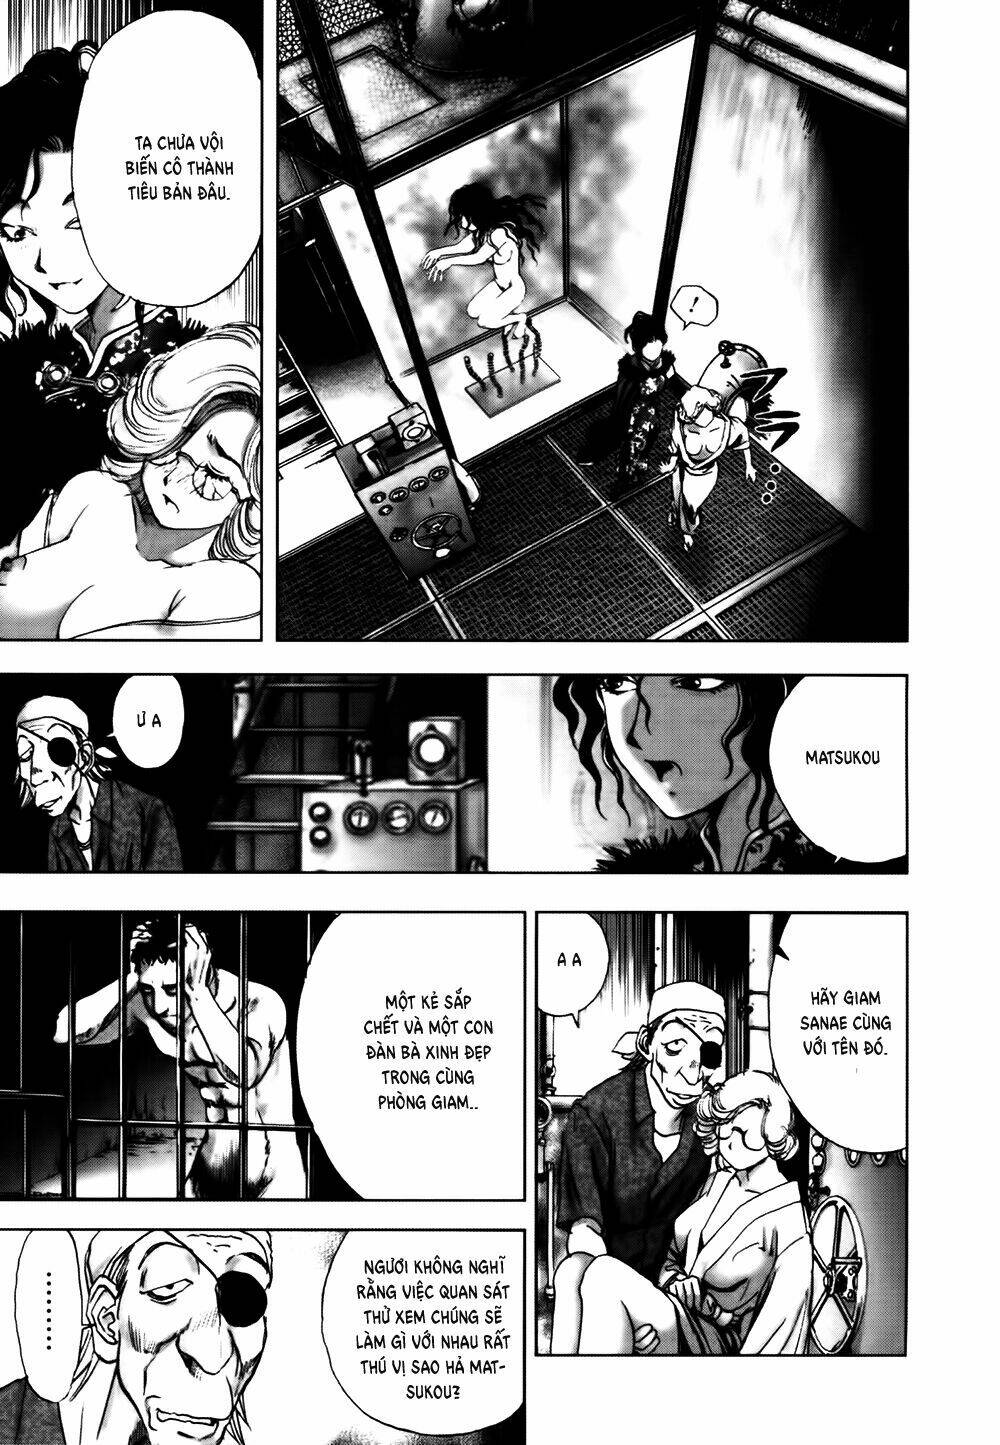 !
TA CHƯA VỘI
BIẾN CÔ THÀNH
TIÊU BẢN ĐÂU.
MATSUKOU
Ư A
HÃY GIAM
SANAE CÙNG
VỚI TÊN ĐÓ.
A A
MỘT KẺ SẮP
CHẾT VÀ MỘT CON
ĐÀN BÀ XINH ĐẸP
TRONG CÙNG
PHÒNG GIAM..
NGƯƠI KHÔNG NGHĨ
RẰNG VIỆC QUAN SÁT
THỬ XEM CHÚNG SẼ
LÀM GÌ VỚI NHAU RẤT
THÚ VỊ SAO HẢ MAT-
SUKOU?
.........